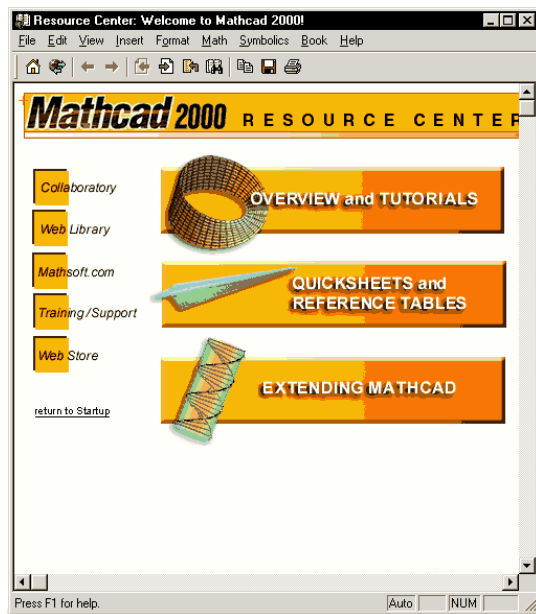 Resource Center: Welcome to Mathcad 2000!
File Edit View Insert Format Math Symbolics Book Help
Mathcad 2000 RESOURCE CENTER
Collaboratory
Web Library
Mathsoft.com
Training/Support
Web Store
return to Startup
OVERVIEW and TUTORIALS
QUICKSHEETS and
REFERENCE TABLES
EXTENDING MATHCAD
Press F1 for help.
Auto
NUM